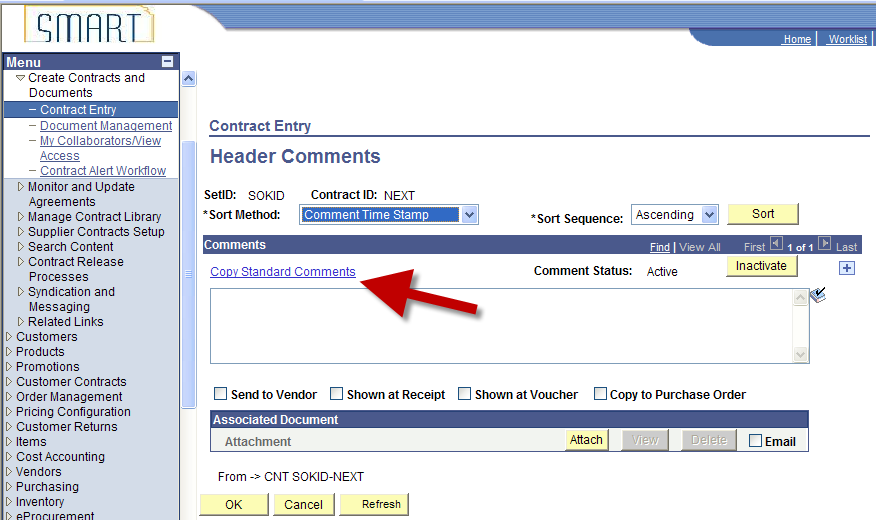 SMART
Home
Worklist
Menu
Create Contracts and
Documents
Contract Entry
Document Management
My Collaborators/View
Access
Contract Alert Workflow
Monitor and Update
Agreements
Manage Contract Library
Supplier Contracts Setup
Search Content
Contract Release
Processes
Syndication and
Messaging
Related Links
Customers
Products
Promotions
Customer Contracts
Order Management
Pricing Configuration
Customer Returns
Items
Cost Accounting
Vendors
Purchasing
Inventory
eProcurement
Contract Entry
Header Comments
SetID: SOKID Contract ID: NEXT
*Sort Method: Comment Time Stamp *Sort Sequence: Ascending Sort
Comments Find | View All First 1 of 1 Last
Copy Standard Comments Comment Status: Active Inactivate
Send to Vendor Shown at Receipt Shown at Voucher Copy to Purchase Order
Associated Document
Attachment Attach View Delete Email
From -> CNT SOKID-NEXT
OK Cancel Refresh